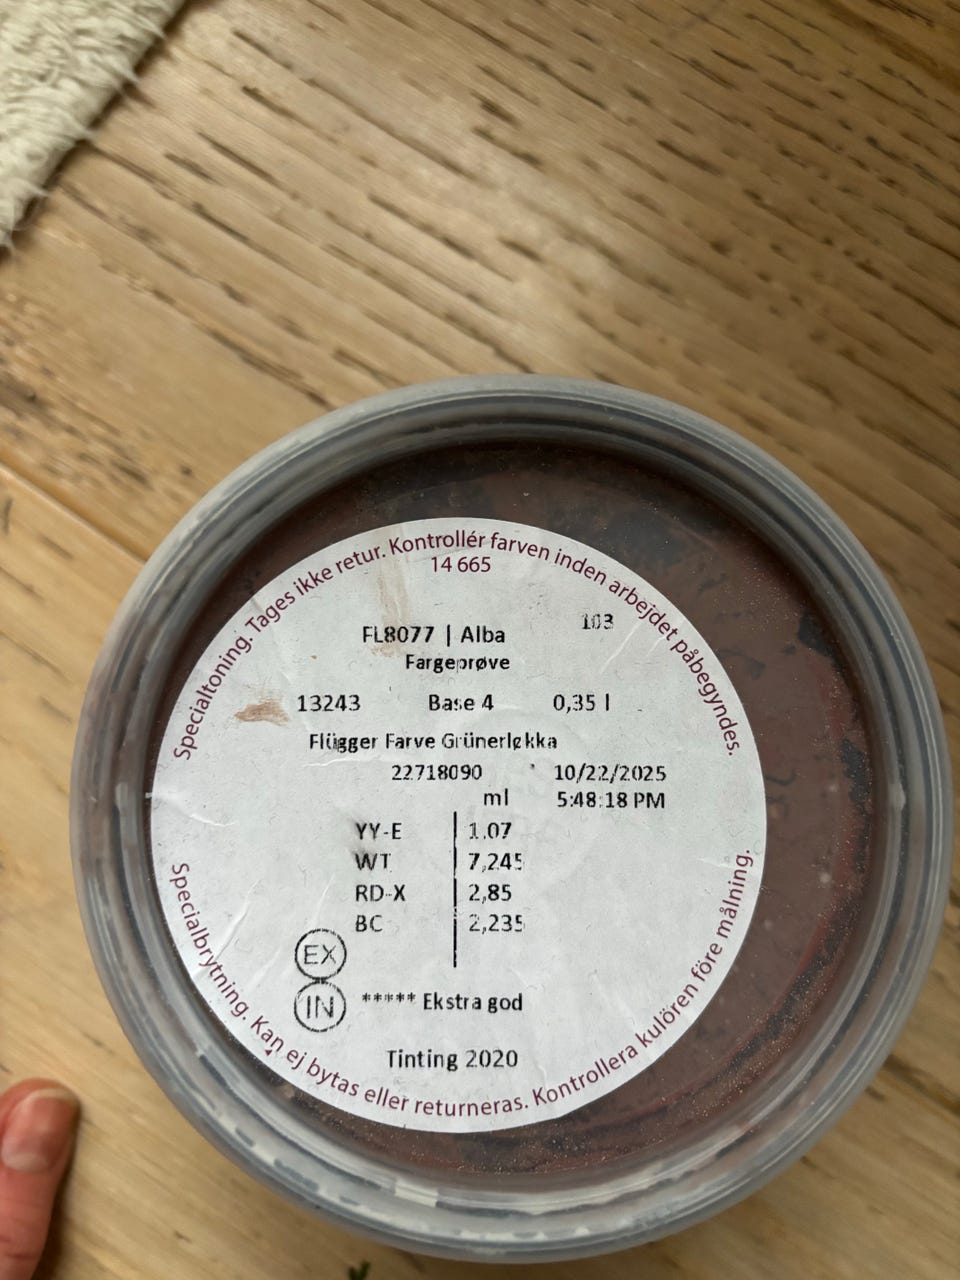 Specialtoning. Tages ikke retur. Kontrollér farven inden arbejdet påbegyndes.
14 665
103
FL8077 | Alba
Fargeprøve
13243 Base 4 0,35 l
Flügger Farve Grünerløkka
22718090 10/22/2025
ml 5:48:18 PM
YY-E 1,07
WT 7,245
RD-X 2,85
BC 2,235
EX
IN ***** Ekstra god
Tinting 2020
Specialbrytning. Kan ej bytas eller returneras. Kontrollera kulören före målning.